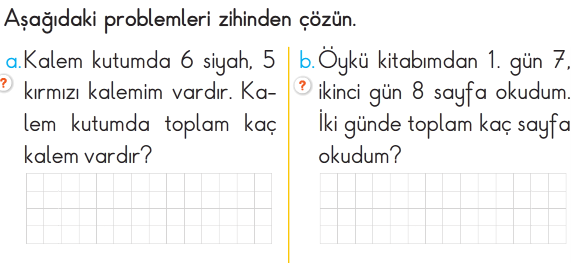 Aşağıdaki problemleri zihinden çözün.
a. Kalem kutumda 6 siyah, 5
? kırmızı kalemim vardır. Ka-
lem kutumda toplam kaç
kalem vardır?
b. Öykü kitabımdan 1. gün 7,
? ikinci gün 8 sayfa okudum.
İki günde toplam kaç sayfa
okudum?